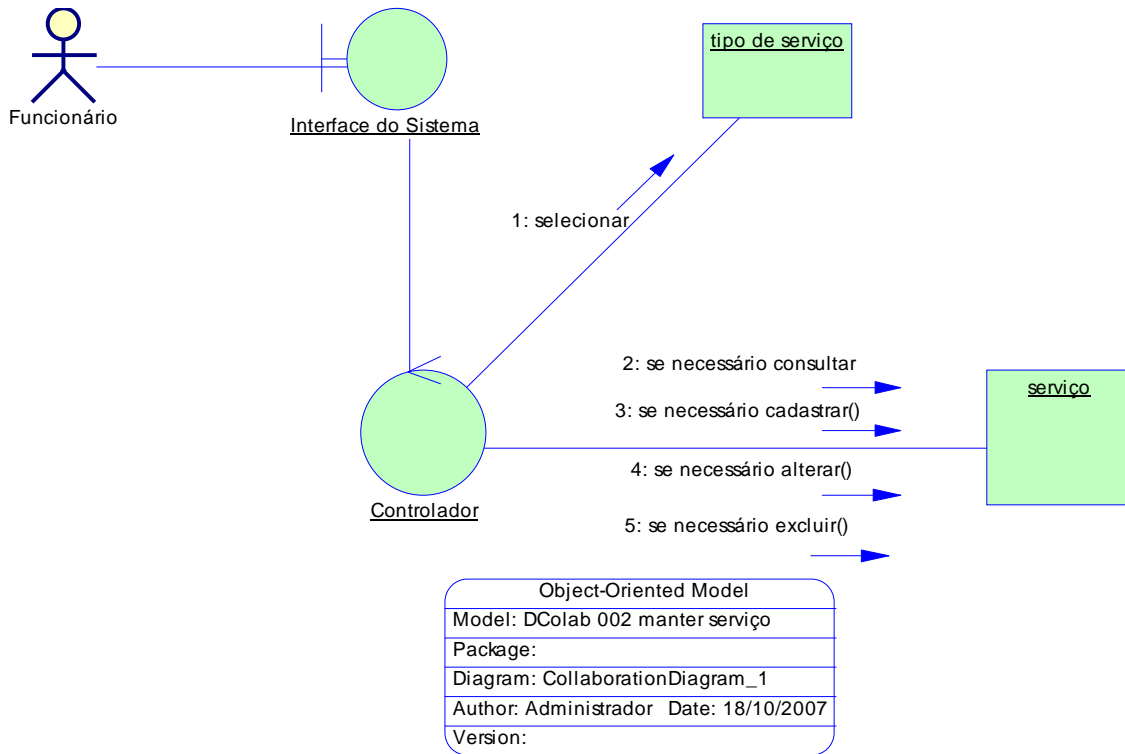 Funcionário
Interface do Sistema
tipo de serviço
1: selecionar
2: se necessário consultar
3: se necessário cadastrar()
serviço
4: se necessário alterar()
5: se necessário excluir()
Controlador
Object-Oriented Model
Model: DColab 002 manter serviço
Package:
Diagram: CollaborationDiagram_1
Author: Administrador Date: 18/10/2007
Version: